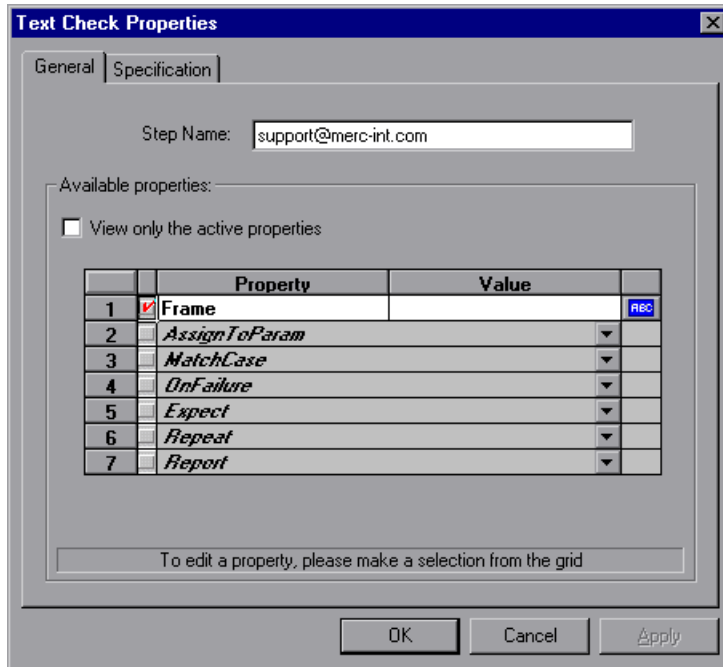 Text Check Properties
General Specification
Step Name: support@merc-int.com
Available properties:
View only the active properties
Property Value
1 Frame ABC
2 AssignToParam
3 MatchCase
4 OnFailure
5 Expect
6 Repeat
7 Report
To edit a property, please make a selection from the grid
OK Cancel Apply